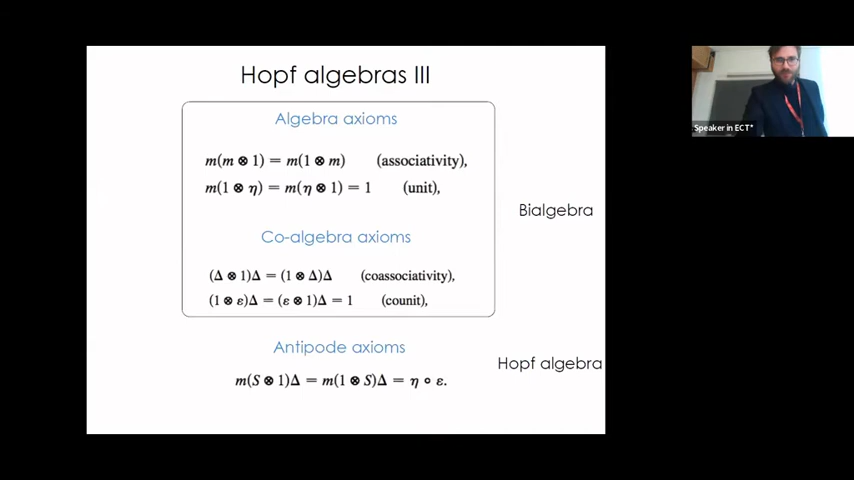 Hopf algebras III
Algebra axioms
m(m ⊗ 1) = m(1 ⊗ m) (associativity),
m(1 ⊗ η) = m(η ⊗ 1) = 1 (unit),
Bialgebra
Co-algebra axioms
(Δ ⊗ 1)Δ = (1 ⊗ Δ)Δ (coassociativity),
(1 ⊗ ε)Δ = (ε ⊗ 1)Δ = 1 (counit),
Antipode axioms
Hopf algebra
m(S ⊗ 1)Δ = m(1 ⊗ S)Δ = η ∘ ε.
Speaker in ECT*